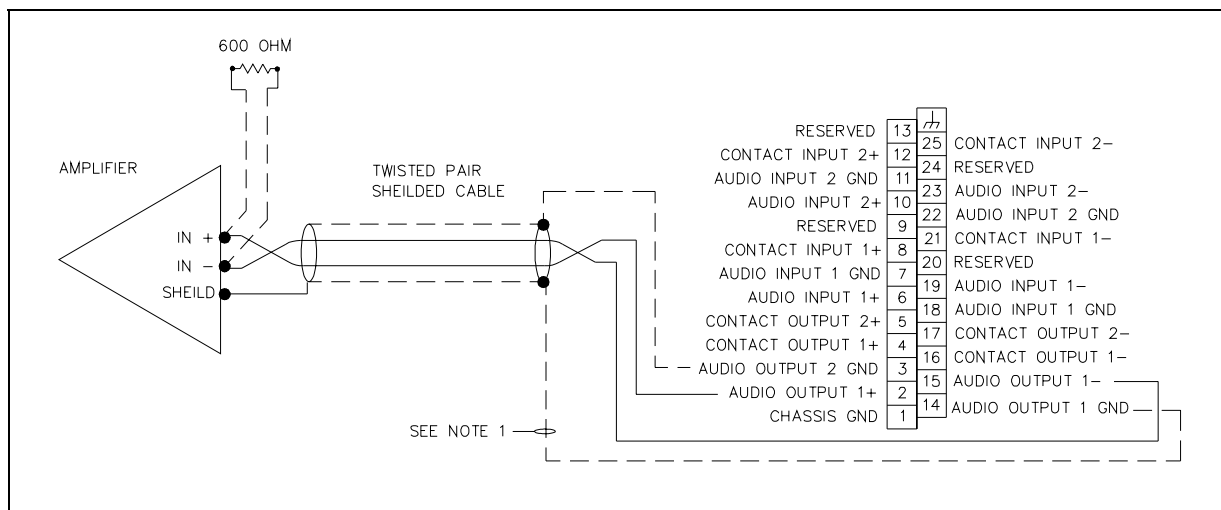 600 OHM
AMPLIFIER
TWISTED PAIR
SHEILDED CABLE
IN +
IN -
SHEILD
SEE NOTE 1
RESERVED 13
CONTACT INPUT 2+ 12
AUDIO INPUT 2 GND 11
AUDIO INPUT 2+ 10
RESERVED 9
CONTACT INPUT 1+ 8
AUDIO INPUT 1 GND 7
AUDIO INPUT 1+ 6
CONTACT OUTPUT 2+ 5
CONTACT OUTPUT 1+ 4
AUDIO OUTPUT 2 GND 3
AUDIO OUTPUT 1+ 2
CHASSIS GND 1
25 CONTACT INPUT 2-
24 RESERVED
23 AUDIO INPUT 2-
22 AUDIO INPUT 2 GND
21 CONTACT INPUT 1-
20 RESERVED
19 AUDIO INPUT 1-
18 AUDIO INPUT 1 GND
17 CONTACT OUTPUT 2-
16 CONTACT OUTPUT 1-
15 AUDIO OUTPUT 1-
14 AUDIO OUTPUT 1 GND